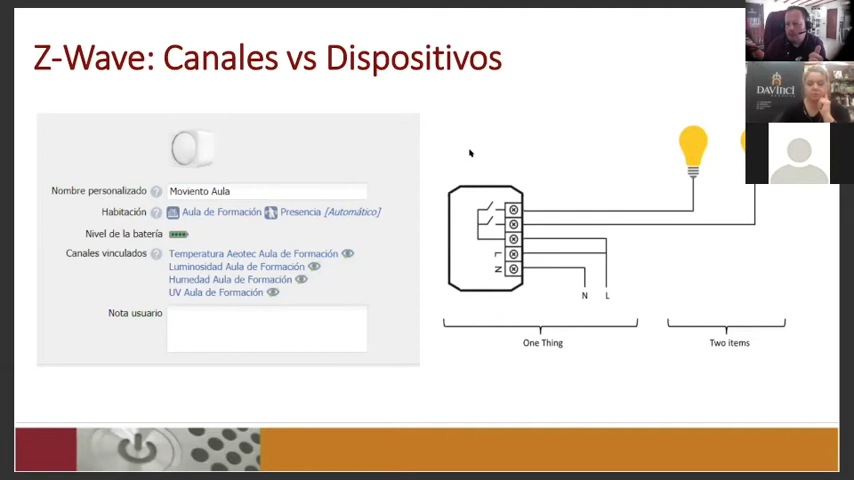 Z-Wave: Canales vs Dispositivos
DAVINCI
Nombre personalizado ? Moviento Aula
Habitación ? Aula de Formación Presencia [Automático]
Nivel de la batería
Canales vinculados ? Temperatura Aeotec Aula de Formación
Luminosidad Aula de Formación
Humedad Aula de Formación
UV Aula de Formación
Nota usuario
L
N
N L
One Thing
Two items